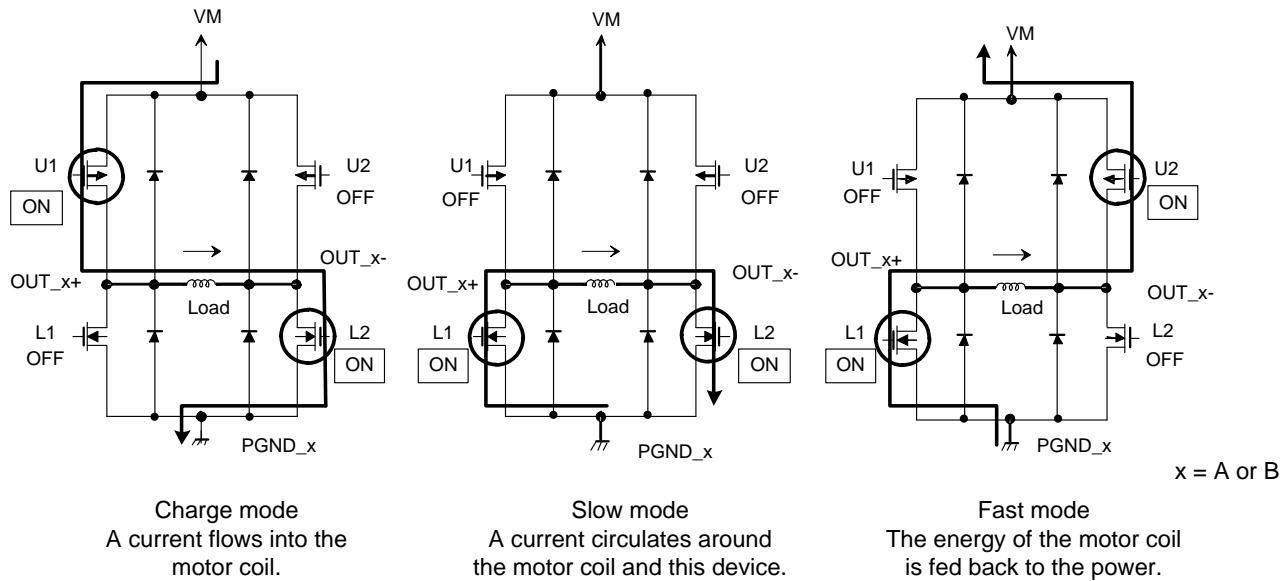 VM
U1
ON
U2
OFF
OUT_x+
OUT_x-
Load
L1
OFF
L2
ON
PGND_x
Charge mode
A current flows into the
motor coil.
VM
U1
OFF
U2
OFF
OUT_x+
OUT_x-
Load
L1
ON
L2
ON
PGND_x
Slow mode
A current circulates around
the motor coil and this device.
VM
U1
OFF
U2
ON
OUT_x+
OUT_x-
Load
L1
ON
L2
OFF
PGND_x
x = A or B
Fast mode
The energy of the motor coil
is fed back to the power.